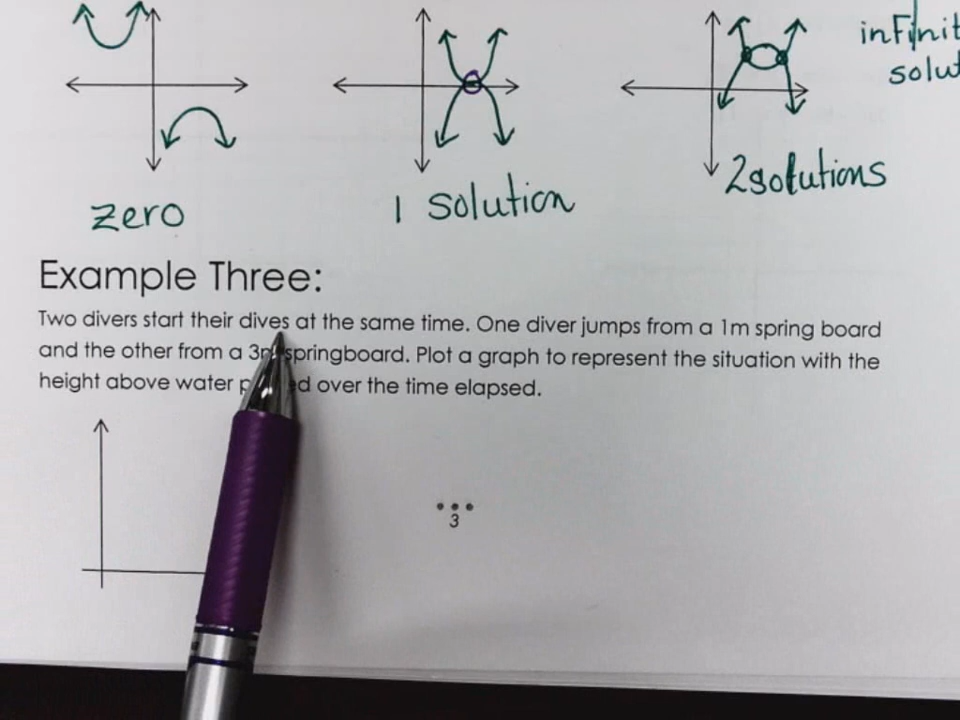 infinit
solut
zero
1 solution
2 solutions
Example Three:
Two divers start their dives at the same time. One diver jumps from a 1m spring board
and the other from a 3 springboard. Plot a graph to represent the situation with the
height above water over the time elapsed.
3